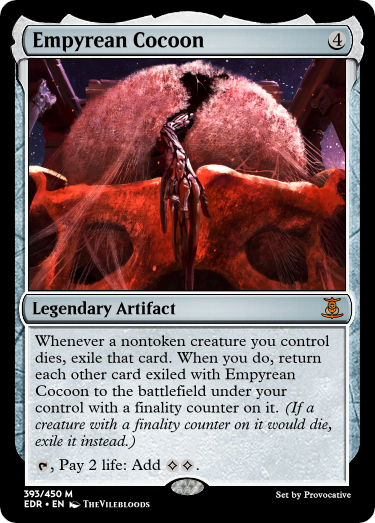 Empyrean Cocoon 4
Legendary Artifact
Whenever a nontoken creature you control
dies, exile that card. When you do, return
each other card exiled with Empyrean
Cocoon to the battlefield under your
control with a finality counter on it. (If a
creature with a finality counter on it would die,
exile it instead.)
, Pay 2 life: Add .
393/450 M
Set by Provocative
EDR • EN TheVilebloods